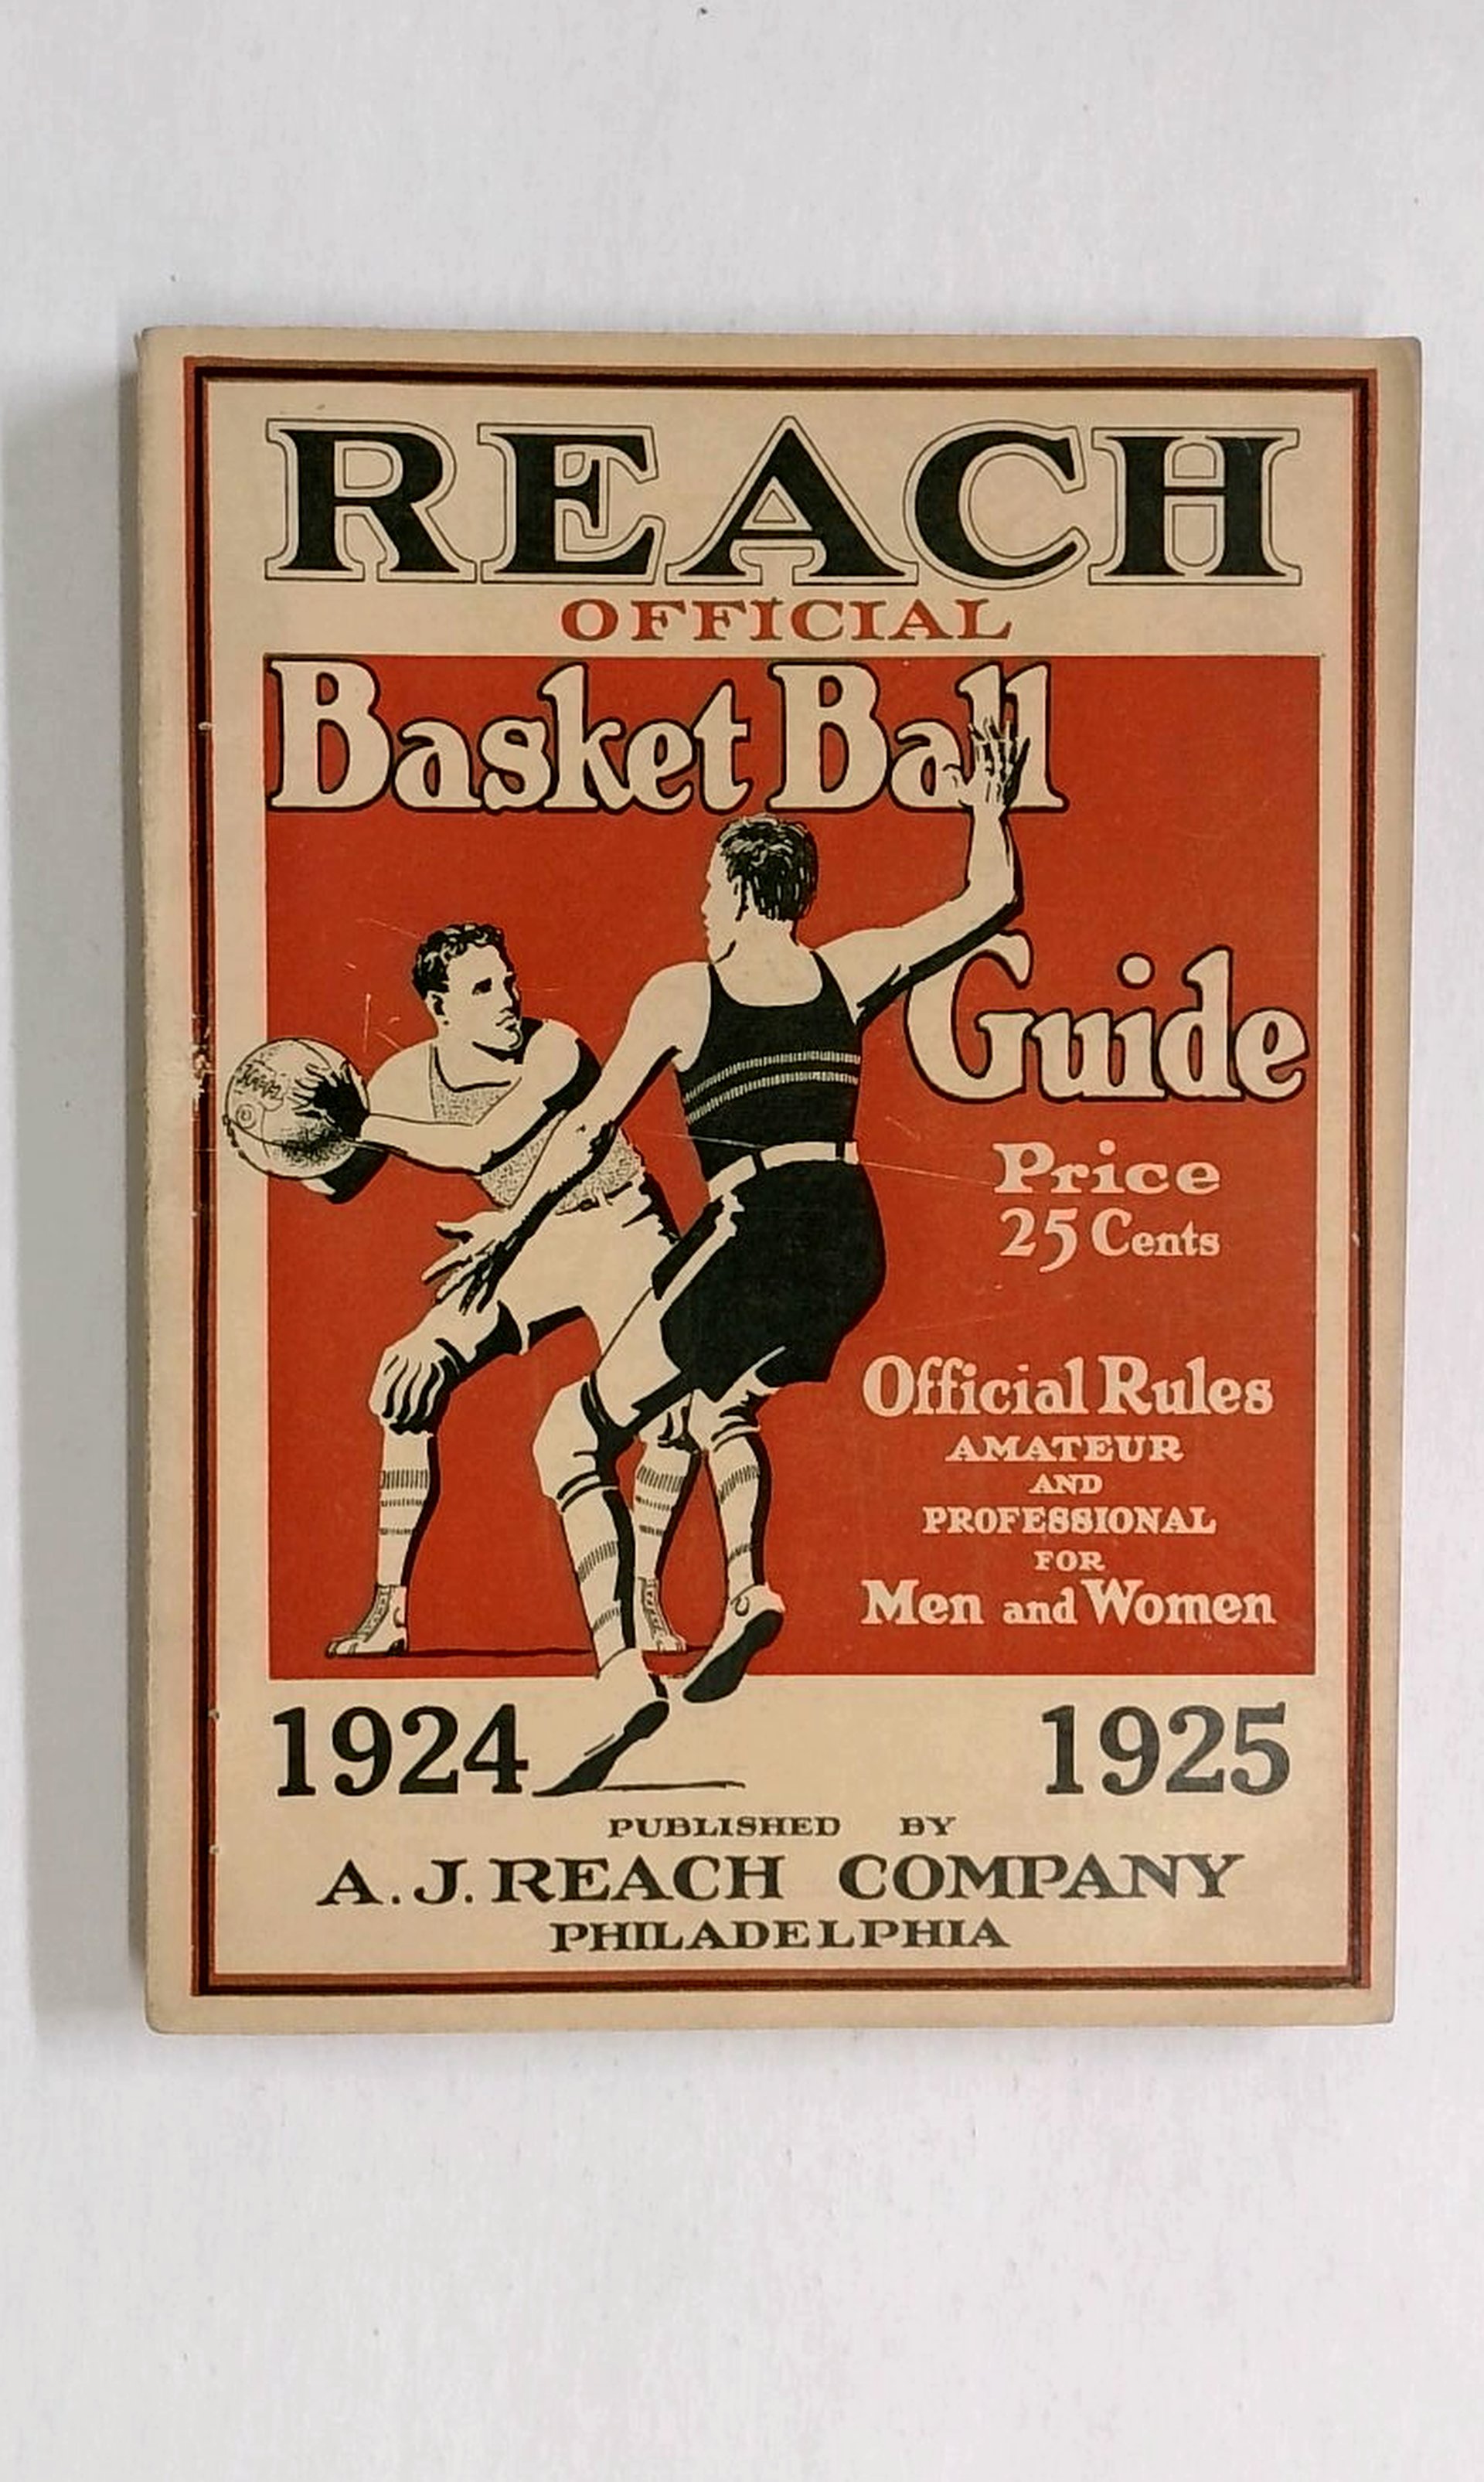 REACH
OFFICIAL
Basket Ball
Guide
Price
25 Cents
Official Rules
AMATEUR
AND
PROFESSIONAL
FOR
Men and Women
1924 1925
PUBLISHED BY
A. J. REACH COMPANY
PHILADELPHIA